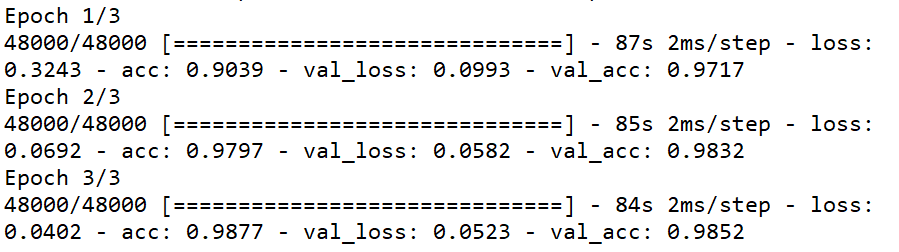 Epoch 1/3
48000/48000 [==============================] - 87s 2ms/step - loss:
0.3243 - acc: 0.9039 - val_loss: 0.0993 - val_acc: 0.9717
Epoch 2/3
48000/48000 [==============================] - 85s 2ms/step - loss:
0.0692 - acc: 0.9797 - val_loss: 0.0582 - val_acc: 0.9832
Epoch 3/3
48000/48000 [==============================] - 84s 2ms/step - loss:
0.0402 - acc: 0.9877 - val_loss: 0.0523 - val_acc: 0.9852